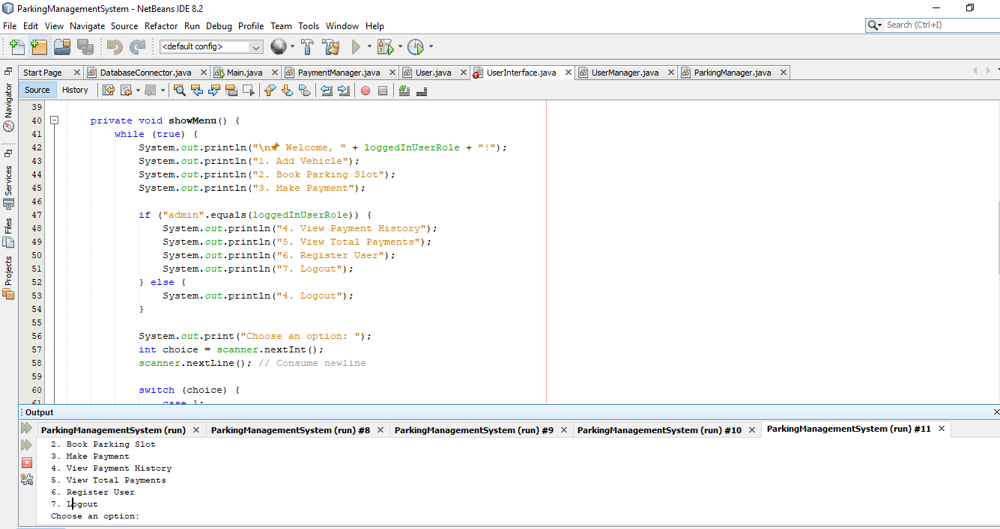 ParkingManagementSystem - NetBeans IDE 8.2
File Edit View Navigate Source Refactor Run Debug Profile Team Tools Window Help
Search (Ctrl+I)
<default config>
Start Page DatabaseConnector.java Main.java PaymentManager.java User.java UserInterface.java UserManager.java ParkingManager.java
Source History
Navigator
Services
Files
Projects
39
40 private void showMenu() {
41 while (true) {
42 System.out.println("\n📌 Welcome, " + loggedInUserRole + "!");
43 System.out.println("1. Add Vehicle");
44 System.out.println("2. Book Parking Slot");
45 System.out.println("3. Make Payment");
46
47 if ("admin".equals(loggedInUserRole)) {
48 System.out.println("4. View Payment History");
49 System.out.println("5. View Total Payments");
50 System.out.println("6. Register User");
51 System.out.println("7. Logout");
52 } else {
53 System.out.println("4. Logout");
54 }
55
56 System.out.print("Choose an option: ");
57 int choice = scanner.nextInt();
58 scanner.nextLine(); // Consume newline
59
60 switch (choice) {
61 case 1:
Output
ParkingManagementSystem (run) ParkingManagementSystem (run) #8 ParkingManagementSystem (run) #9 ParkingManagementSystem (run) #10 ParkingManagementSystem (run) #11
2. Book Parking Slot
3. Make Payment
4. View Payment History
5. View Total Payments
6. Register User
7. Logout
Choose an option: